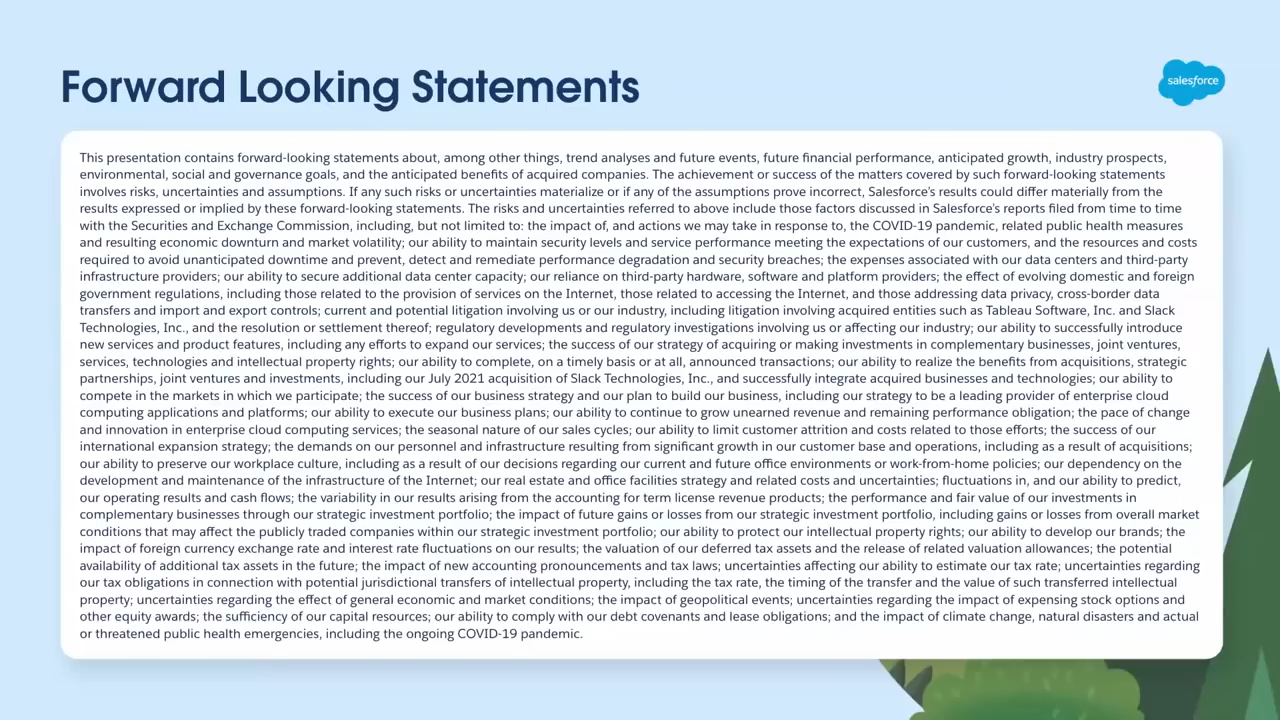 Forward Looking Statements
salesforce
This presentation contains forward-looking statements about, among other things, trend analyses and future events, future financial performance, anticipated growth, industry prospects,
environmental, social and governance goals, and the anticipated benefits of acquired companies. The achievement or success of the matters covered by such forward-looking statements
involves risks, uncertainties and assumptions. If any such risks or uncertainties materialize or if any of the assumptions prove incorrect, Salesforce’s results could differ materially from the
results expressed or implied by these forward-looking statements. The risks and uncertainties referred to above include those factors discussed in Salesforce’s reports filed from time to time
with the Securities and Exchange Commission, including, but not limited to: the impact of, and actions we may take in response to, the COVID-19 pandemic, related public health measures
and resulting economic downturn and market volatility; our ability to maintain security levels and service performance meeting the expectations of our customers, and the resources and costs
required to avoid unanticipated downtime and prevent, detect and remediate performance degradation and security breaches; the expenses associated with our data centers and third-party
infrastructure providers; our ability to secure additional data center capacity; our reliance on third-party hardware, software and platform providers; the effect of evolving domestic and foreign
government regulations, including those related to the provision of services on the Internet, those related to accessing the Internet, and those addressing data privacy, cross-border data
transfers and import and export controls; current and potential litigation involving us or our industry, including litigation involving acquired entities such as Tableau Software, Inc. and Slack
Technologies, Inc., and the resolution or settlement thereof; regulatory developments and regulatory investigations involving us or affecting our industry; our ability to successfully introduce
new services and product features, including any efforts to expand our services; the success of our strategy of acquiring or making investments in complementary businesses, joint ventures,
services, technologies and intellectual property rights; our ability to complete, on a timely basis or at all, announced transactions; our ability to realize the benefits from acquisitions, strategic
partnerships, joint ventures and investments, including our July 2021 acquisition of Slack Technologies, Inc., and successfully integrate acquired businesses and technologies; our ability to
compete in the markets in which we participate; the success of our business strategy and our plan to build our business, including our strategy to be a leading provider of enterprise cloud
computing applications and platforms; our ability to execute our business plans; our ability to continue to grow unearned revenue and remaining performance obligation; the pace of change
and innovation in enterprise cloud computing services; the seasonal nature of our sales cycles; our ability to limit customer attrition and costs related to those efforts; the success of our
international expansion strategy; the demands on our personnel and infrastructure resulting from significant growth in our customer base and operations, including as a result of acquisitions;
our ability to preserve our workplace culture, including as a result of our decisions regarding our current and future office environments or work-from-home policies; our dependency on the
development and maintenance of the infrastructure of the Internet; our real estate and office facilities strategy and related costs and uncertainties; fluctuations in, and our ability to predict,
our operating results and cash flows; the variability in our results arising from the accounting for term license revenue products; the performance and fair value of our investments in
complementary businesses through our strategic investment portfolio; the impact of future gains or losses from our strategic investment portfolio, including gains or losses from overall market
conditions that may affect the publicly traded companies within our strategic investment portfolio; our ability to protect our intellectual property rights; our ability to develop our brands; the
impact of foreign currency exchange rate and interest rate fluctuations on our results; the valuation of our deferred tax assets and the release of related valuation allowances; the potential
availability of additional tax assets in the future; the impact of new accounting pronouncements and tax laws; uncertainties affecting our ability to estimate our tax rate; uncertainties regarding
our tax obligations in connection with potential jurisdictional transfers of intellectual property, including the tax rate, the timing of the transfer and the value of such transferred intellectual
property; uncertainties regarding the effect of general economic and market conditions; the impact of geopolitical events; uncertainties regarding the impact of expensing stock options and
other equity awards; the sufficiency of our capital resources; our ability to comply with our debt covenants and lease obligations; and the impact of climate change, natural disasters and actual
or threatened public health emergencies, including the ongoing COVID-19 pandemic.